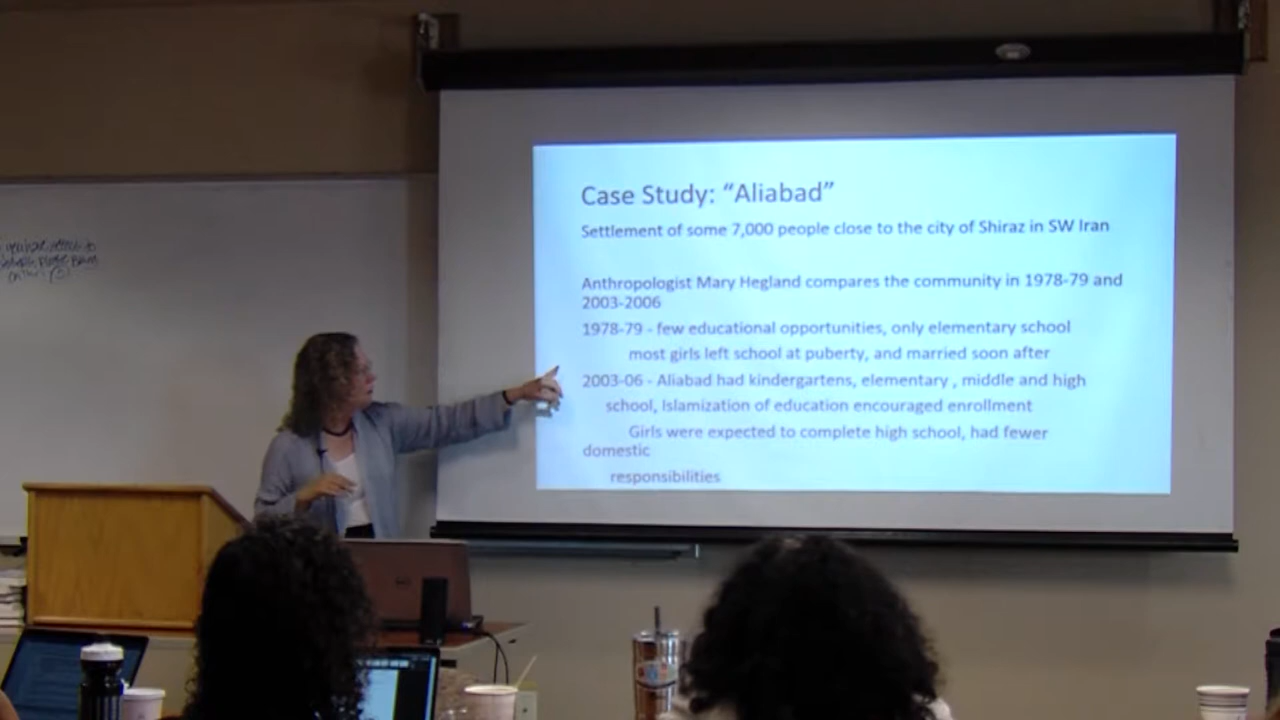 Case Study: “Aliabad”
Settlement of some 7,000 people close to the city of Shiraz in SW Iran
Anthropologist Mary Hegland compares the community in 1978-79 and
2003-2006
1978-79 - few educational opportunities, only elementary school
most girls left school at puberty, and married soon after
2003-06 - Aliabad had kindergartens, elementary , middle and high
school, Islamization of education encouraged enrollment
Girls were expected to complete high school, had fewer
domestic
responsibilities